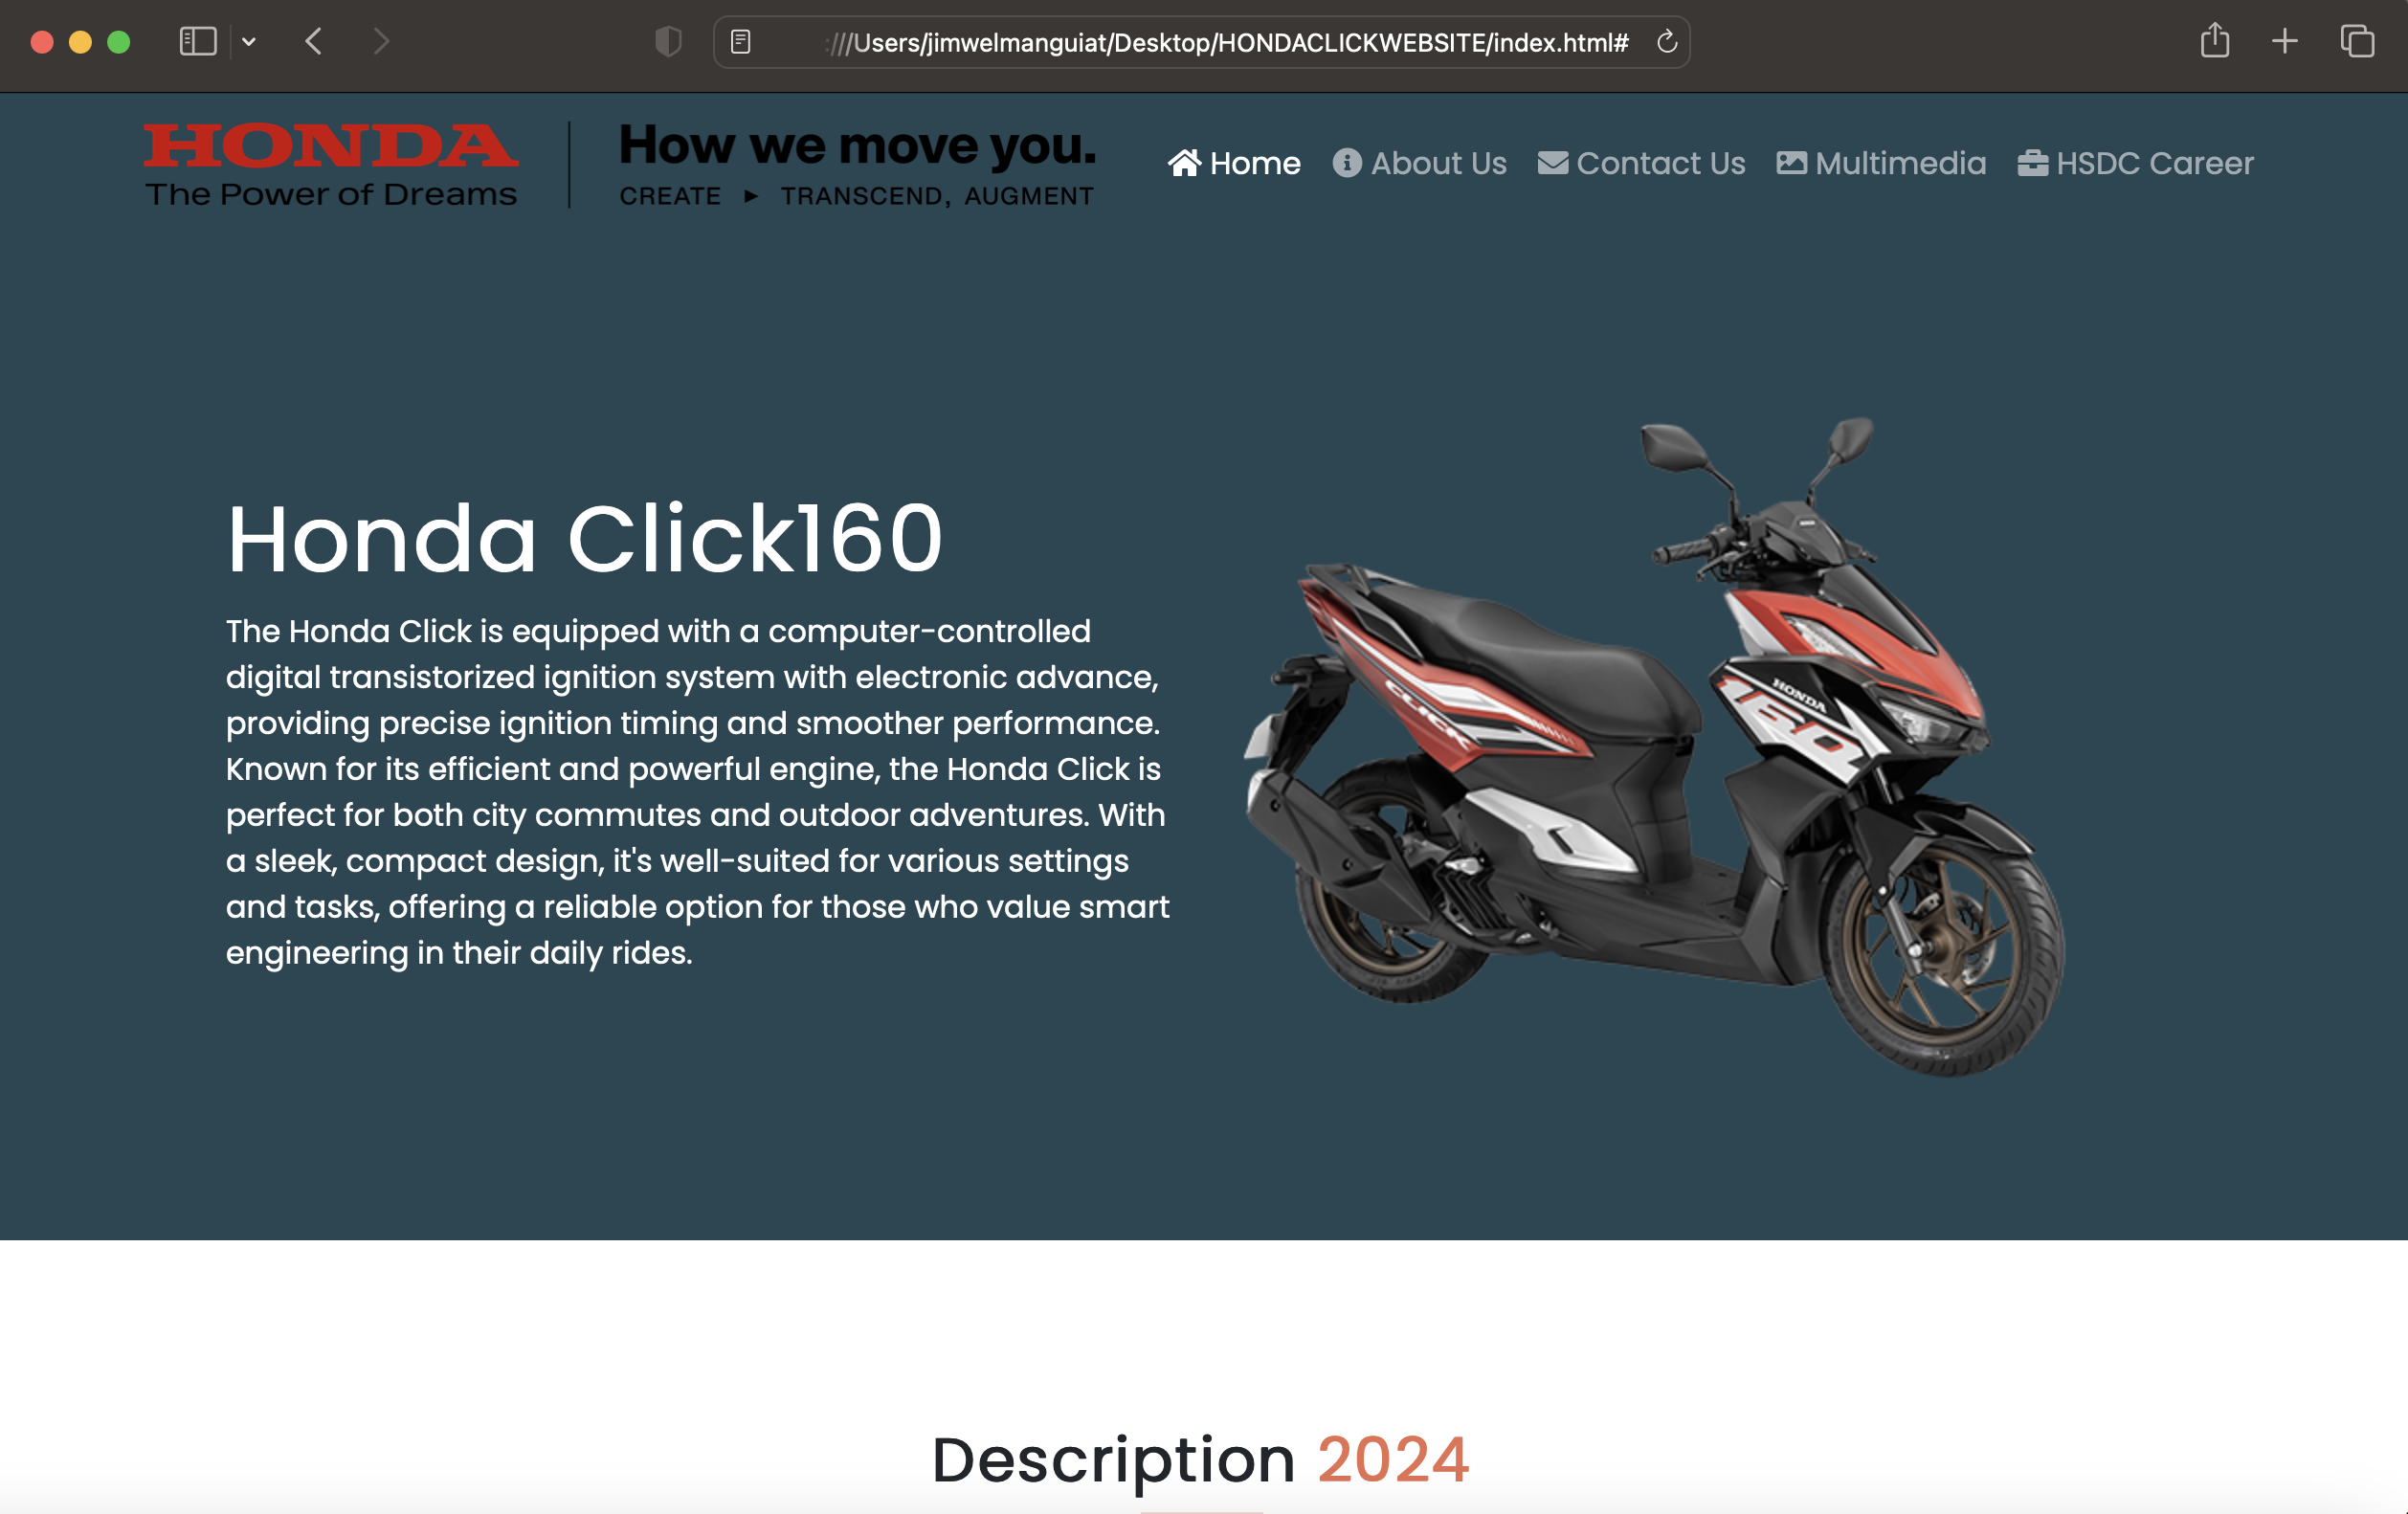 :///Users/jimwelmanguiat/Desktop/HONDACLICKWEBSITE/index.html#
HONDA
The Power of Dreams
How we move you.
CREATE ► TRANSCEND, AUGMENT
Home About Us Contact Us Multimedia HSDC Career
Honda Click160
The Honda Click is equipped with a computer-controlled
digital transistorized ignition system with electronic advance,
providing precise ignition timing and smoother performance.
Known for its efficient and powerful engine, the Honda Click is
perfect for both city commutes and outdoor adventures. With
a sleek, compact design, it's well-suited for various settings
and tasks, offering a reliable option for those who value smart
engineering in their daily rides.
CLICK
HONDA
160
Description 2024